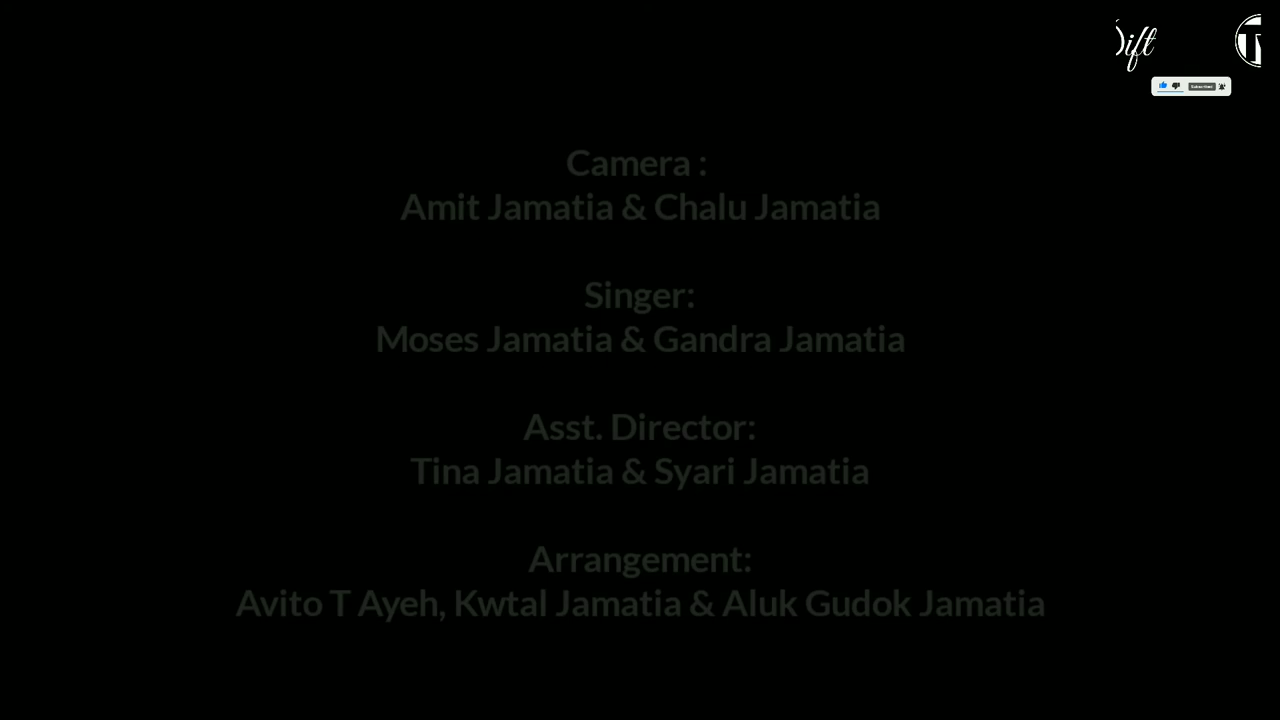 Camera :
Amit Jamatia & Chalu Jamatia
Singer:
Moses Jamatia & Gandra Jamatia
Asst. Director:
Tina Jamatia & Syari Jamatia
Arrangement:
Avito T Ayeh, Kwtal Jamatia & Aluk Gudok Jamatia